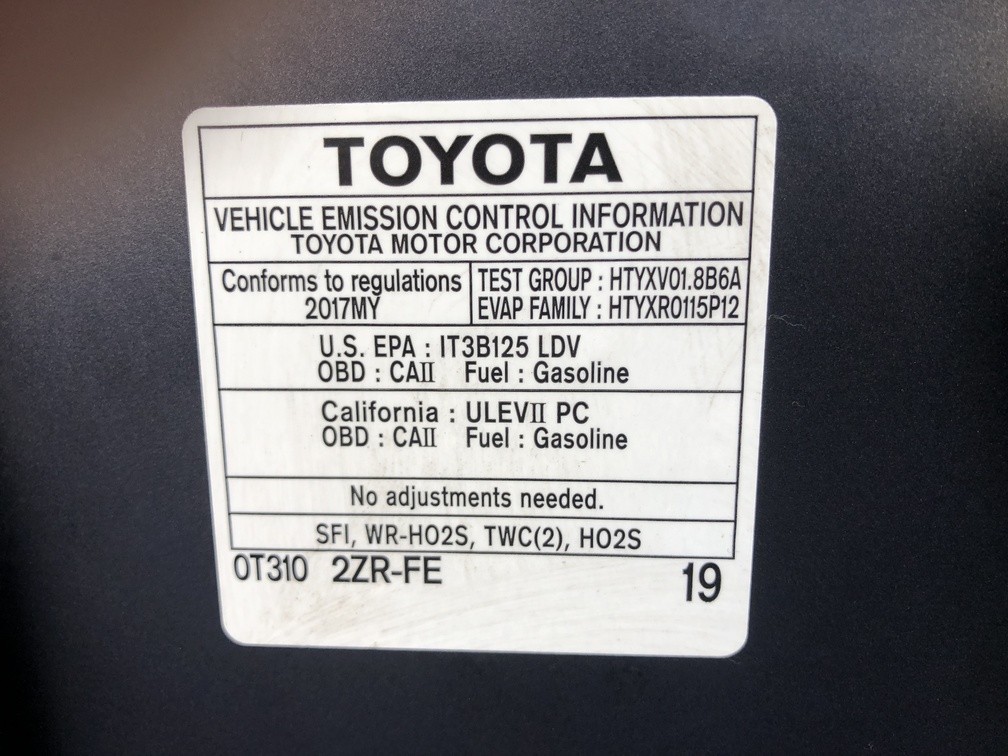 TOYOTA
VEHICLE EMISSION CONTROL INFORMATION
TOYOTA MOTOR CORPORATION
Conforms to regulations
2017MY
TEST GROUP : HTYXV01.8B6A
EVAP FAMILY : HTYXR0115P12
U.S. EPA : IT3B125 LDV
OBD : CAII Fuel : Gasoline
California : ULEVII PC
OBD : CAII Fuel : Gasoline
No adjustments needed.
SFI, WR-HO2S, TWC(2), HO2S
0T310 2ZR-FE 19